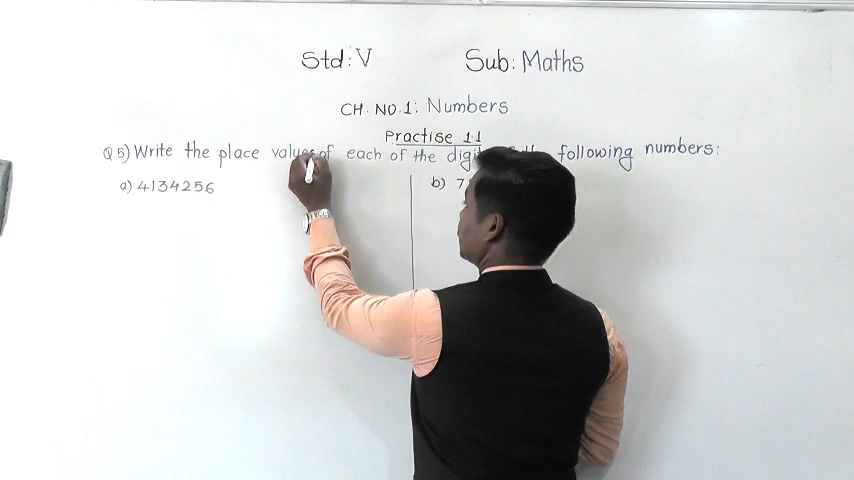 Std: V Sub: Maths
CH. NO. 1: Numbers
Practise 1.1
Q 5) Write the place values of each of the following numbers:
a) 4134256 b) 7